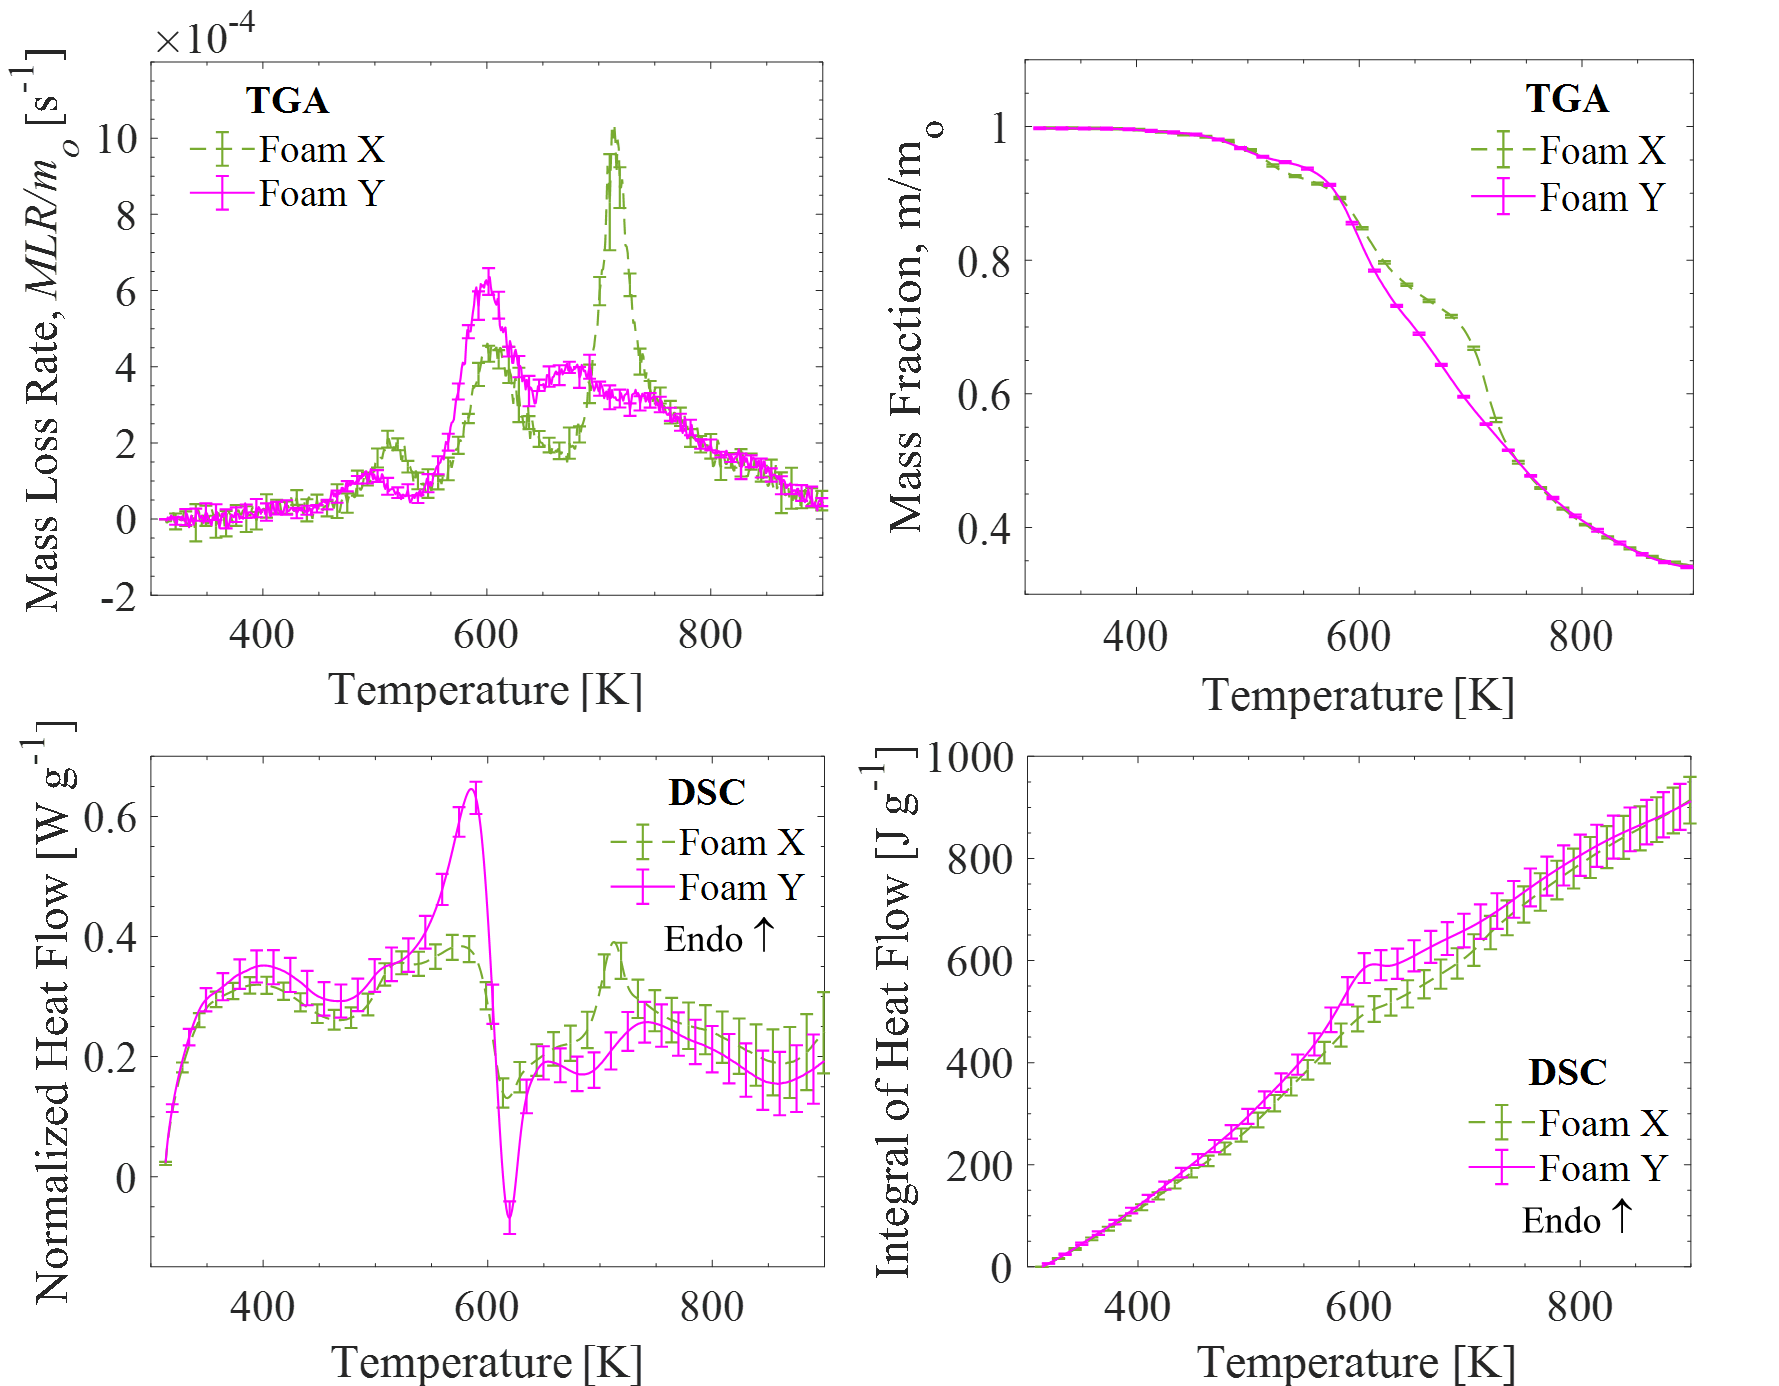 ×10⁻⁴
Mass Loss Rate, MLR/mₒ [s⁻¹]
10
8
6
4
2
0
-2
TGA
Foam X
Foam Y
400
600
800
Temperature [K]
Mass Fraction, m/mₒ
1
0.8
0.6
0.4
TGA
Foam X
Foam Y
400
600
800
Temperature [K]
Normalized Heat Flow [W g⁻¹]
0.6
0.4
0.2
0
DSC
Foam X
Foam Y
Endo ↑
400
600
800
Temperature [K]
Integral of Heat Flow [J g⁻¹]
1000
800
600
400
200
0
DSC
Foam X
Foam Y
Endo ↑
400
600
800
Temperature [K]